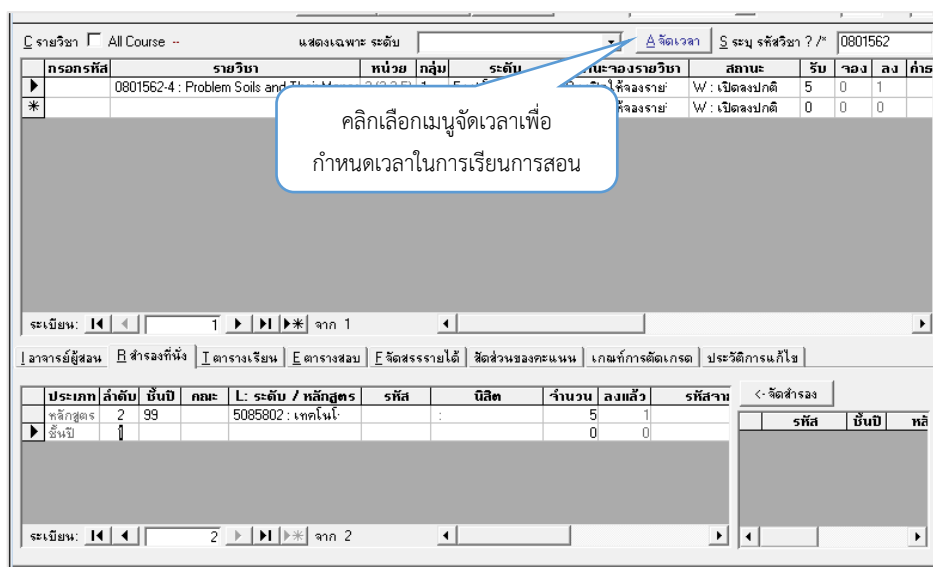 C รายวิชา All Course -- แสดงเฉพาะ ระดับ A จัดเวลา S ระบุ รหัสวิชา ? /* 0801562
กรอกรหัส รายวิชา หน่วย กลุ่ม ระดับ สถานะ รับ จอง ลง
0801562-4 : Problem Soils and W : เปิดลงปกติ 5 0 1
W : เปิดลงปกติ 0 0 0
คลิกเลือกเมนูจัดเวลาเพื่อ
กำหนดเวลาในการเรียนการสอน
ระเบียน: 1 จาก 1
I อาจารย์ผู้สอน R สำรองที่นั่ง T ตารางเรียน E ตารางสอบ F จัดสรรรายได้ สัดส่วนของคะแนน เกณฑ์การตัดเกรด ประวัติการแก้ไข
ประเภท ลำดับ ชั้นปี คณะ L: ระดับ / หลักสูตร รหัส นิสิต จำนวน ลงแล้ว <- จัดสำรอง
หลักสูตร 2 99 5085802 : เทคโนโ : 5 1 รหัส ชั้นปี
ชั้นปี 1 0 0
ระเบียน: 2 จาก 2